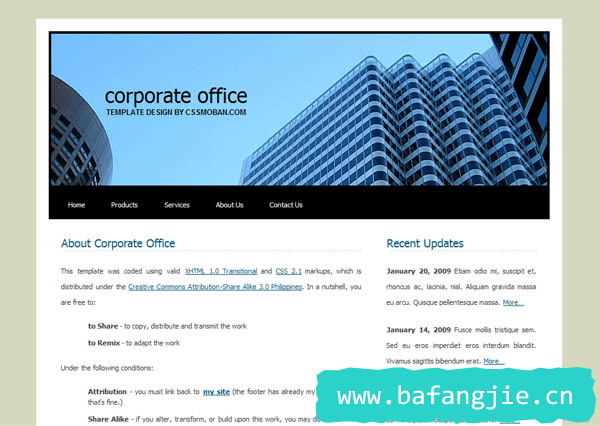 corporate office
TEMPLATE DESIGN BY CSSMOBAN.COM
Home Products Services About Us Contact Us
About Corporate Office
This template was coded using valid XHTML 1.0 Transitional and CSS 2.1 markups, which is
distributed under the Creative Commons Attribution-Share Alike 3.0 Philippines. In a nutshell, you
are free to:
to Share - to copy, distribute and transmit the work
to Remix - to adapt the work
Under the following conditions:
Attribution - you must link back to my site (the footer has already my
that's fine.)
Share Alike - if you alter, transform, or build upon this work, you may
Recent Updates
January 20, 2009 Etiam odio mi, suscipit et,
rhoncus ac, lacinia, nisl. Aliquam gravida massa
eu arcu. Quisque pellentesque massa. More...
January 14, 2009 Fusce mollis tristique sem.
Sed eu eros imperdiet eros interdum blandit.
Vivamus sagittis bibendum erat. More...
www.bafangjie.cn